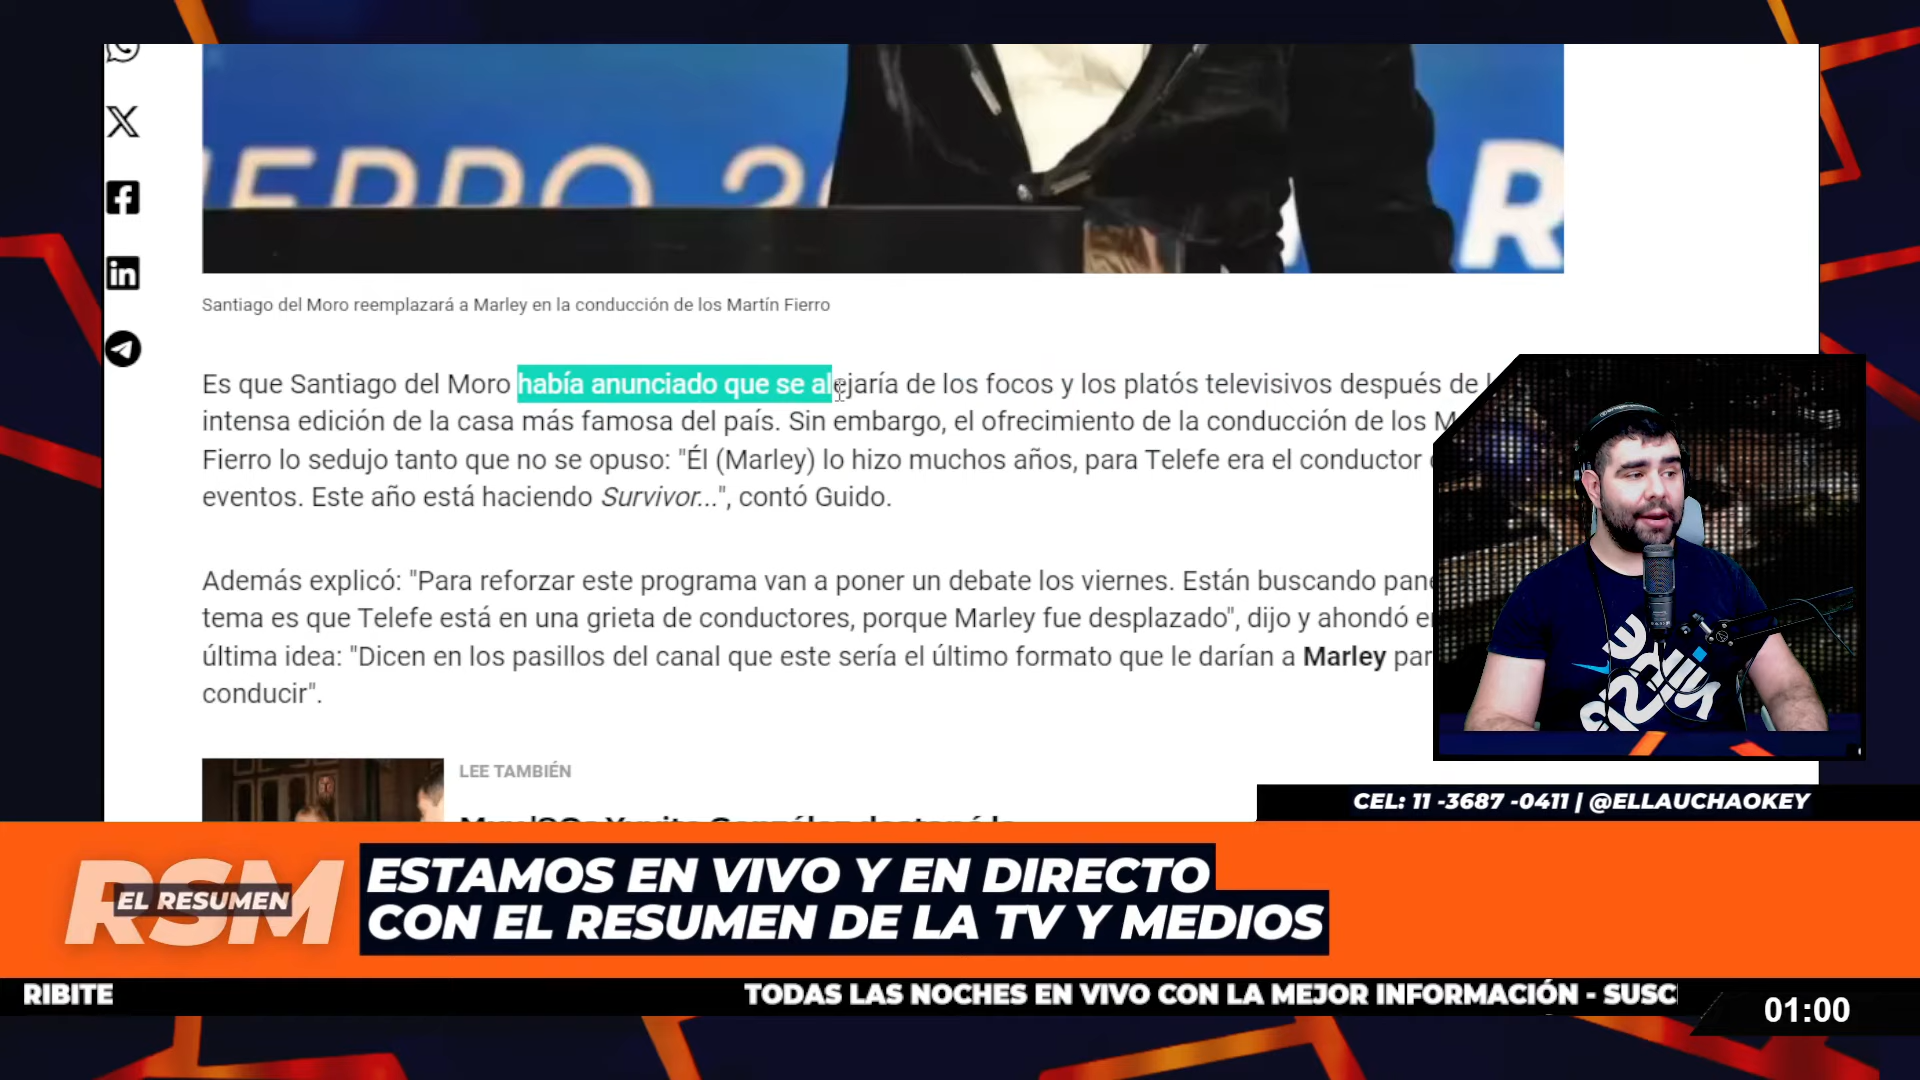 Santiago del Moro reemplazará a Marley en la conducción de los Martín Fierro
Es que Santiago del Moro había anunciado que se alejaría de los focos y los platós televisivos después de
intensa edición de la casa más famosa del país. Sin embargo, el ofrecimiento de la conducción de los
Fierro lo sedujo tanto que no se opuso: "Él (Marley) lo hizo muchos años, para Telefe era el conductor
eventos. Este año está haciendo Survivor...", contó Guido.
Además explicó: "Para reforzar este programa van a poner un debate los viernes. Están buscando
tema es que Telefe está en una grieta de conductores, porque Marley fue desplazado", dijo y ahondó
última idea: "Dicen en los pasillos del canal que este sería el último formato que le darían a Marley
conducir".
LEE TAMBIÉN
CEL: 11 -3687 -0411 | @ELLAUCHAOKEY
RSM
EL RESUMEN
ESTAMOS EN VIVO Y EN DIRECTO
CON EL RESUMEN DE LA TV Y MEDIOS
RIBITE TODAS LAS NOCHES EN VIVO CON LA MEJOR INFORMACIÓN - SUSC
01:00